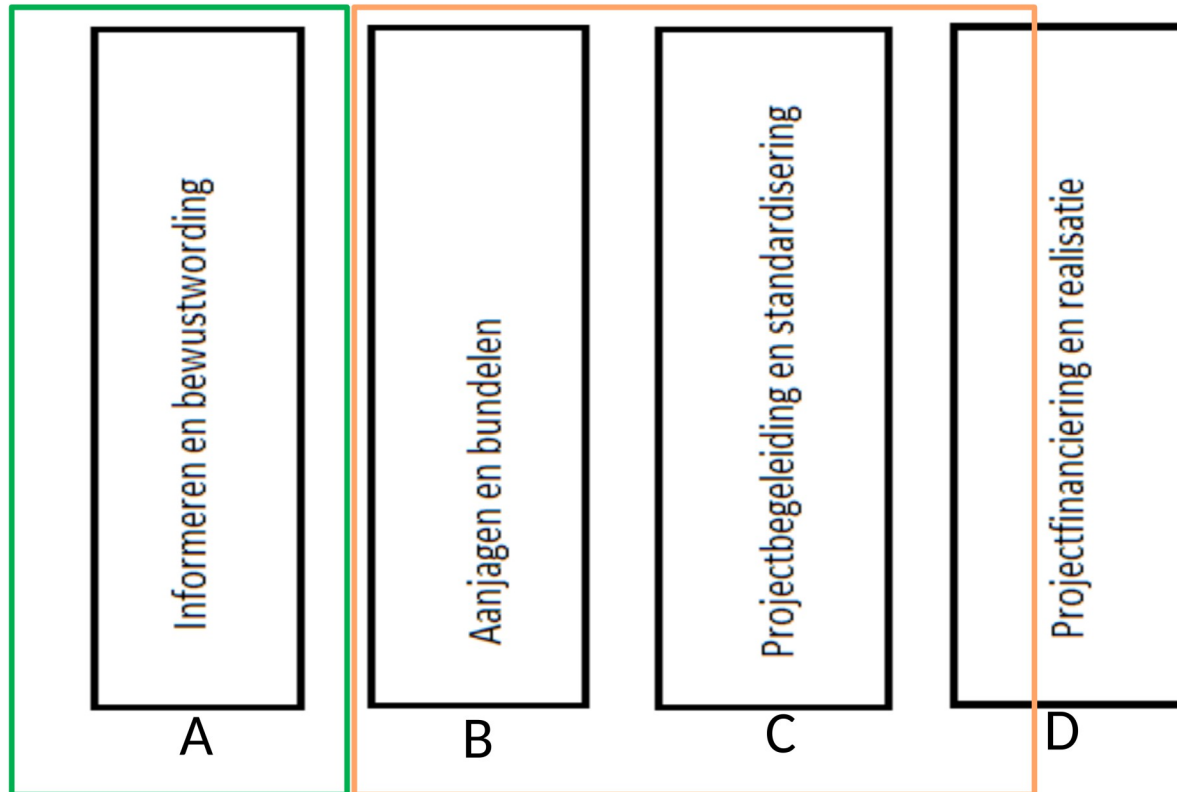 Informeren en bewustwording
Aanjagen en bundelen
Projectbegeleiding en standardisering
Projectfinanciering en realisatie
A
B
C
D